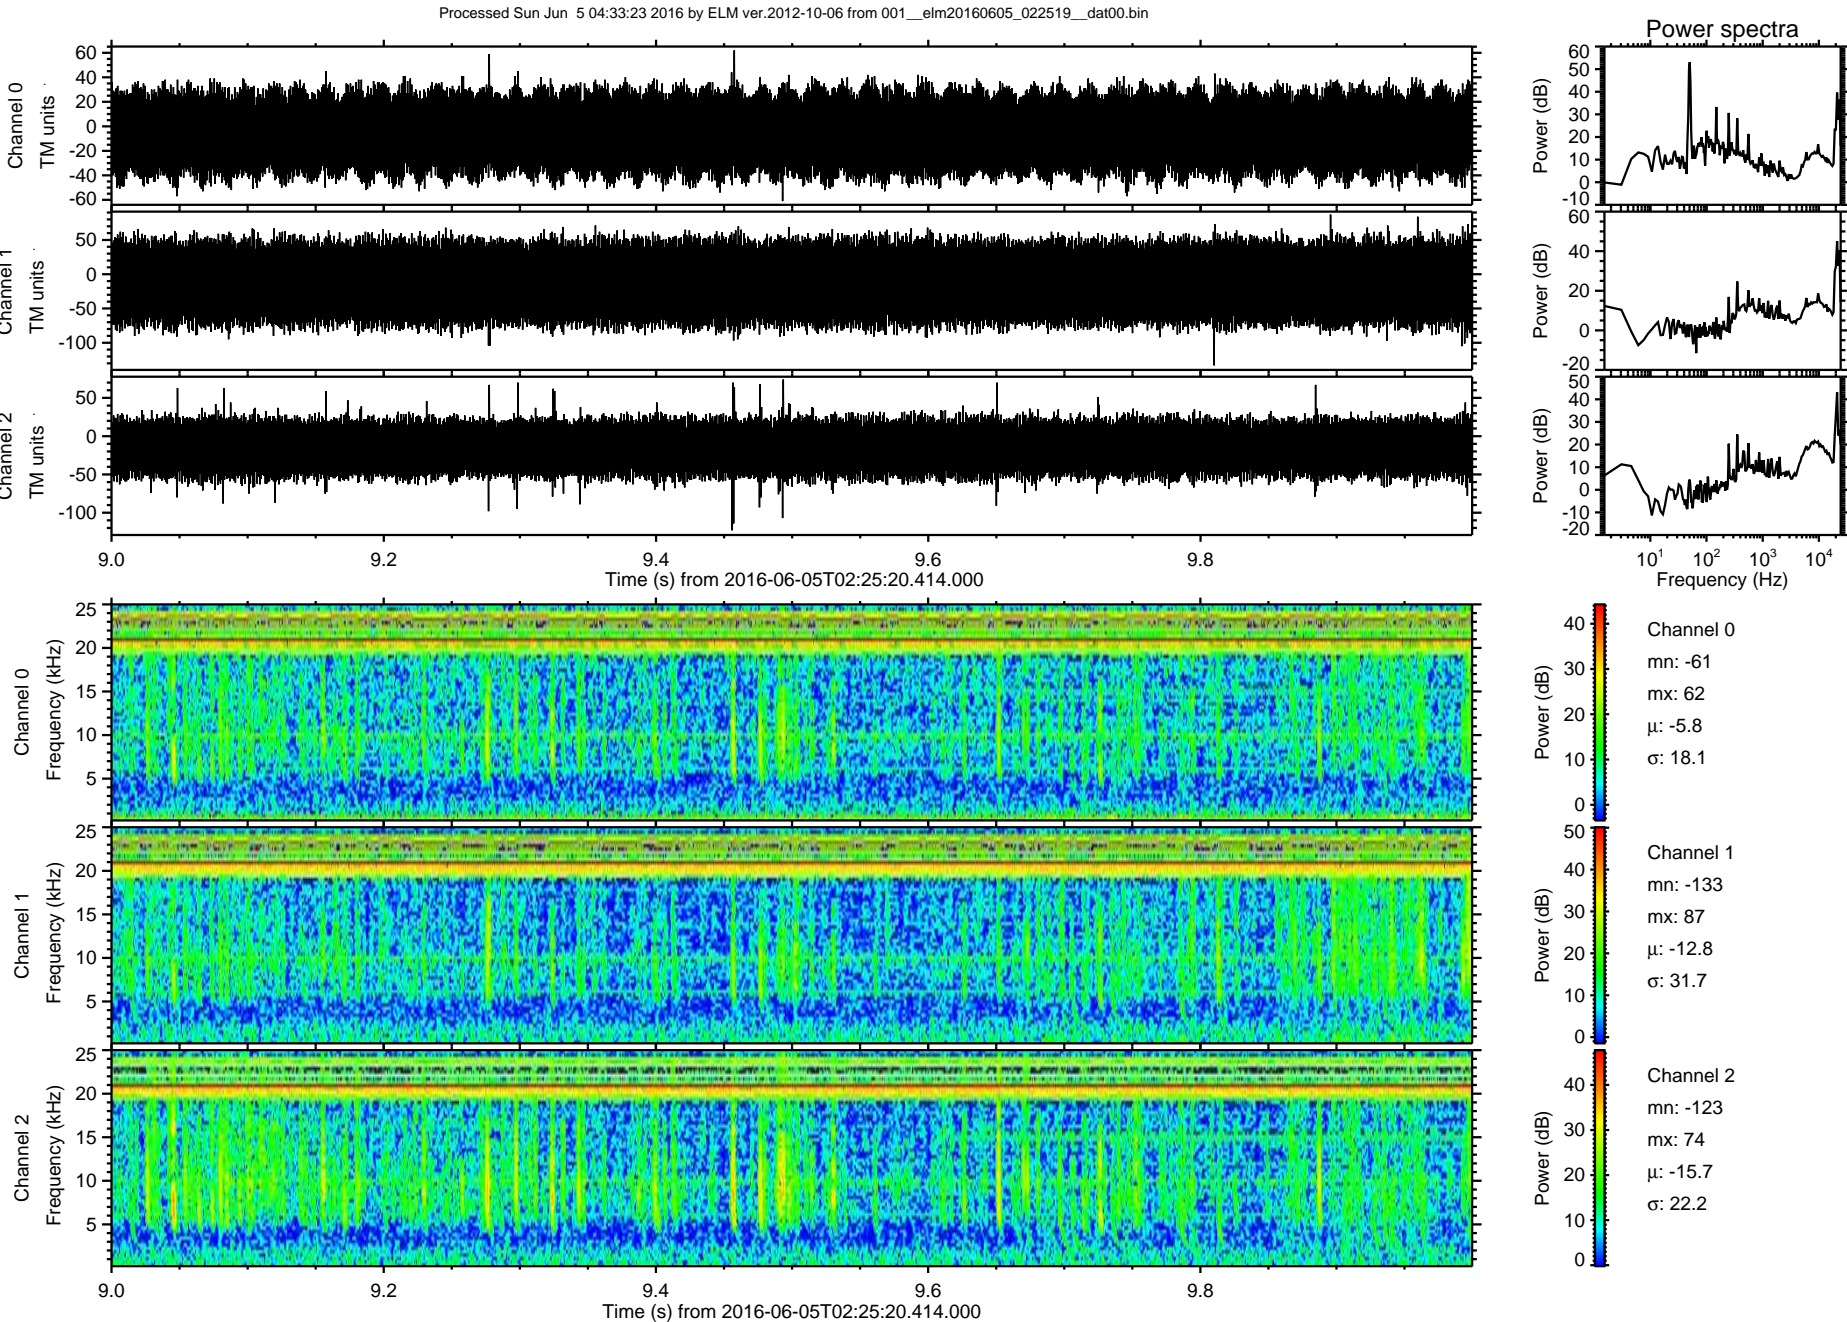 Processed Sun Jun  5 04:33:23 2016 by ELM ver.2012-10-06 from 001__elm20160605_022519__dat00.bin
Power spectra
Channel 0
TM units
60
40
20
0
-20
-40
-60
Power (dB)
60
50
40
30
20
10
0
-10
Channel 1
TM units
50
0
-50
-100
Power (dB)
60
40
20
0
-20
Channel 2
TM units
50
0
-50
-100
Power (dB)
50
40
30
20
10
0
-10
-20
9.0 9.2 9.4 9.6 9.8
Time (s) from 2016-06-05T02:25:20.414.000
10^1 10^2 10^3 10^4
Frequency (Hz)
Channel 0
Frequency (kHz)
25
20
15
10
5
Power (dB)
40
30
20
10
0
Channel 0
mn: -61
mx: 62
μ: -5.8
σ: 18.1
Channel 1
Frequency (kHz)
25
20
15
10
5
Power (dB)
50
40
30
20
10
0
Channel 1
mn: -133
mx: 87
μ: -12.8
σ: 31.7
Channel 2
Frequency (kHz)
25
20
15
10
5
Power (dB)
40
30
20
10
0
Channel 2
mn: -123
mx: 74
μ: -15.7
σ: 22.2
9.0 9.2 9.4 9.6 9.8
Time (s) from 2016-06-05T02:25:20.414.000